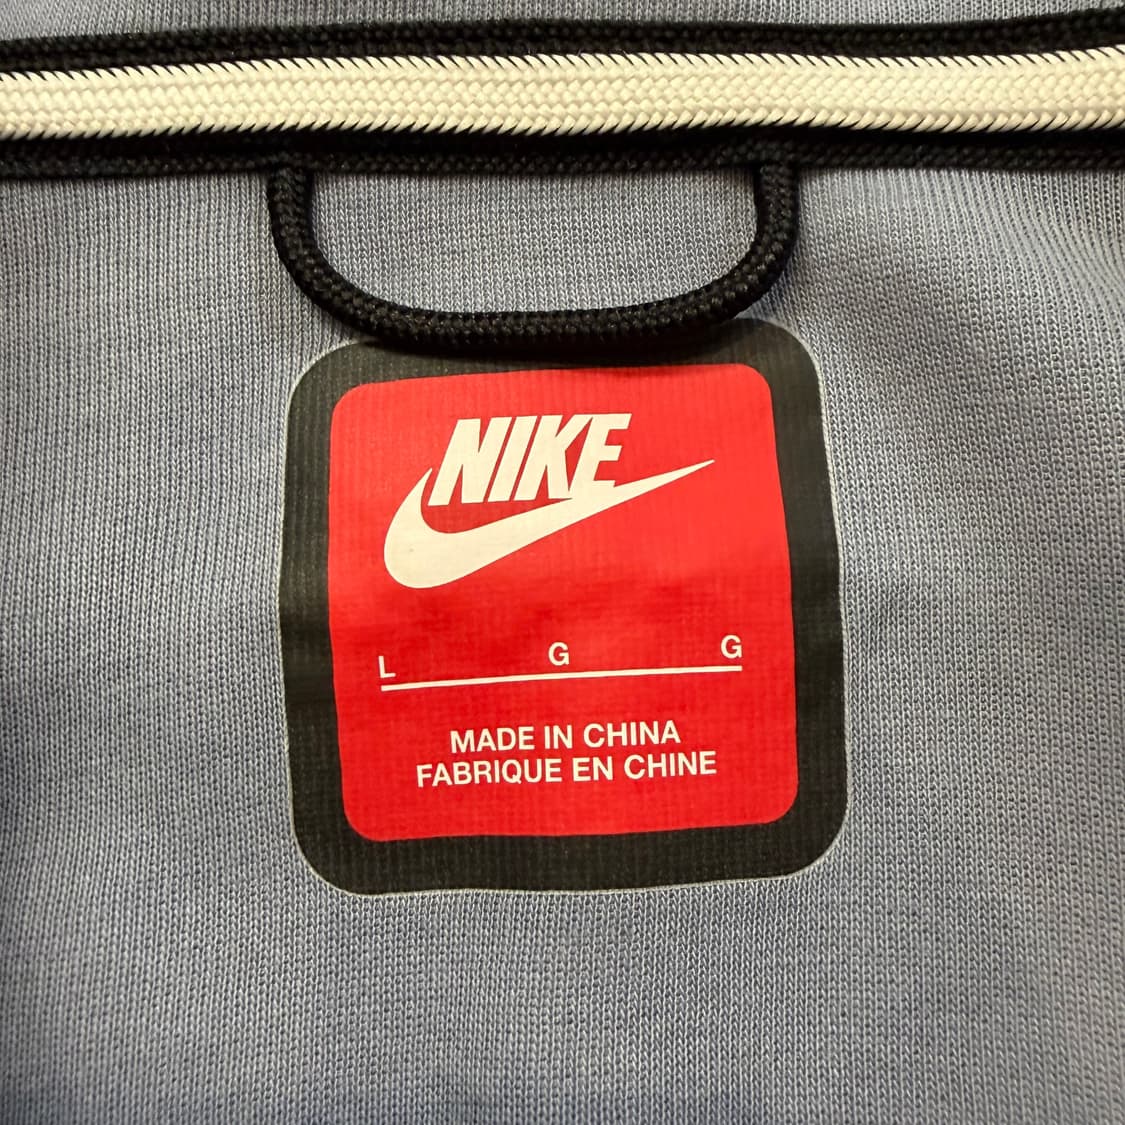 NIKE
L G G
MADE IN CHINA
FABRIQUE EN CHINE